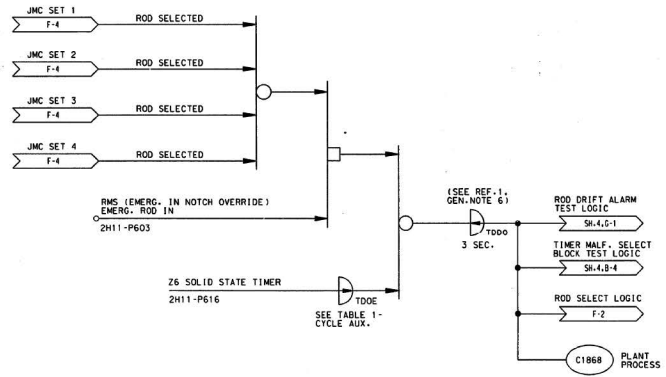 JMC SET 1
F-4
ROD SELECTED
JMC SET 2
F-4
ROD SELECTED
JMC SET 3
F-4
ROD SELECTED
JMC SET 4
F-4
ROD SELECTED
RMS (EMERG. IN NOTCH OVERRIDE)
EMERG. ROD IN
2H11-P603
Z6 SOLID STATE TIMER
2H11-P616
TDOE
SEE TABLE 1-
CYCLE AUX.
(SEE REF.1,
GEN.NOTE 6)
TDDO
3 SEC.
ROD DRIFT ALARM
TEST LOGIC
SH.4,G-1
TIMER MALF. SELECT
BLOCK TEST LOGIC
SH.4,B-4
ROD SELECT LOGIC
F-2
C1868
PLANT
PROCESS